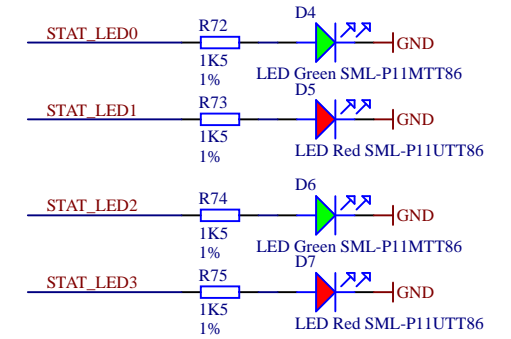 D4
STAT_LED0
R72
GND
1K5
1%
LED Green SML-P11MTT86
D5
STAT_LED1
R73
GND
1K5
1%
LED Red SML-P11UTT86
D6
STAT_LED2
R74
GND
1K5
1%
LED Green SML-P11MTT86
D7
STAT_LED3
R75
GND
1K5
1%
LED Red SML-P11UTT86